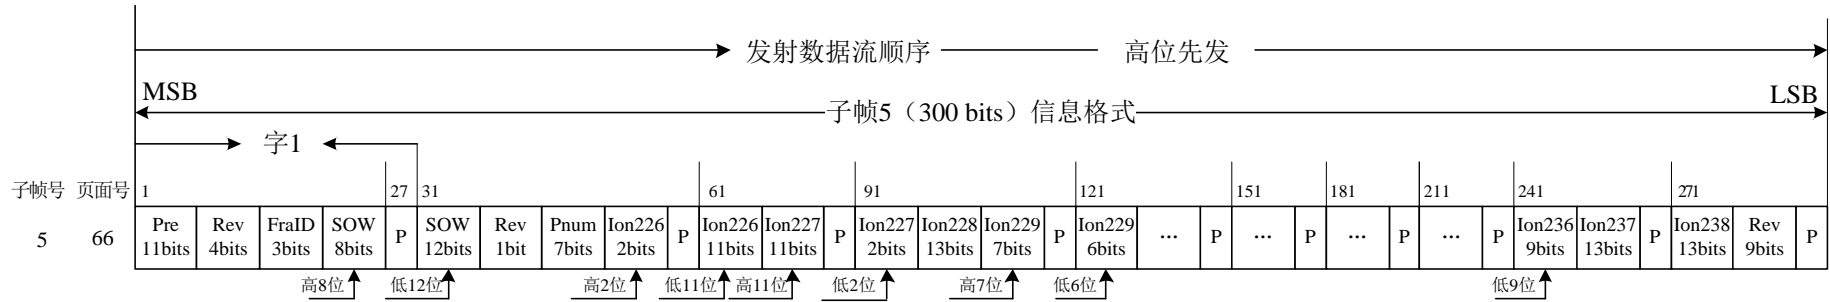 发射数据流顺序 高位先发
MSB LSB
子帧5（300 bits）信息格式
字1
子帧号 页面号 1 27 31 61 91 121 151 181 211 241 271
5 66 Pre Rev FraID SOW P SOW Rev Pnum Ion226 P Ion226 Ion227 P Ion227 Ion228 Ion229 P Ion229 ... P ... P ... P ... P Ion236 Ion237 P Ion238 Rev P
11bits 4bits 3bits 8bits 12bits 1bit 7bits 2bits 11bits 11bits 2bits 13bits 7bits 6bits 9bits 13bits 13bits 9bits
高8位 低12位 高2位 低11位 高11位 低2位 高7位 低6位 低9位